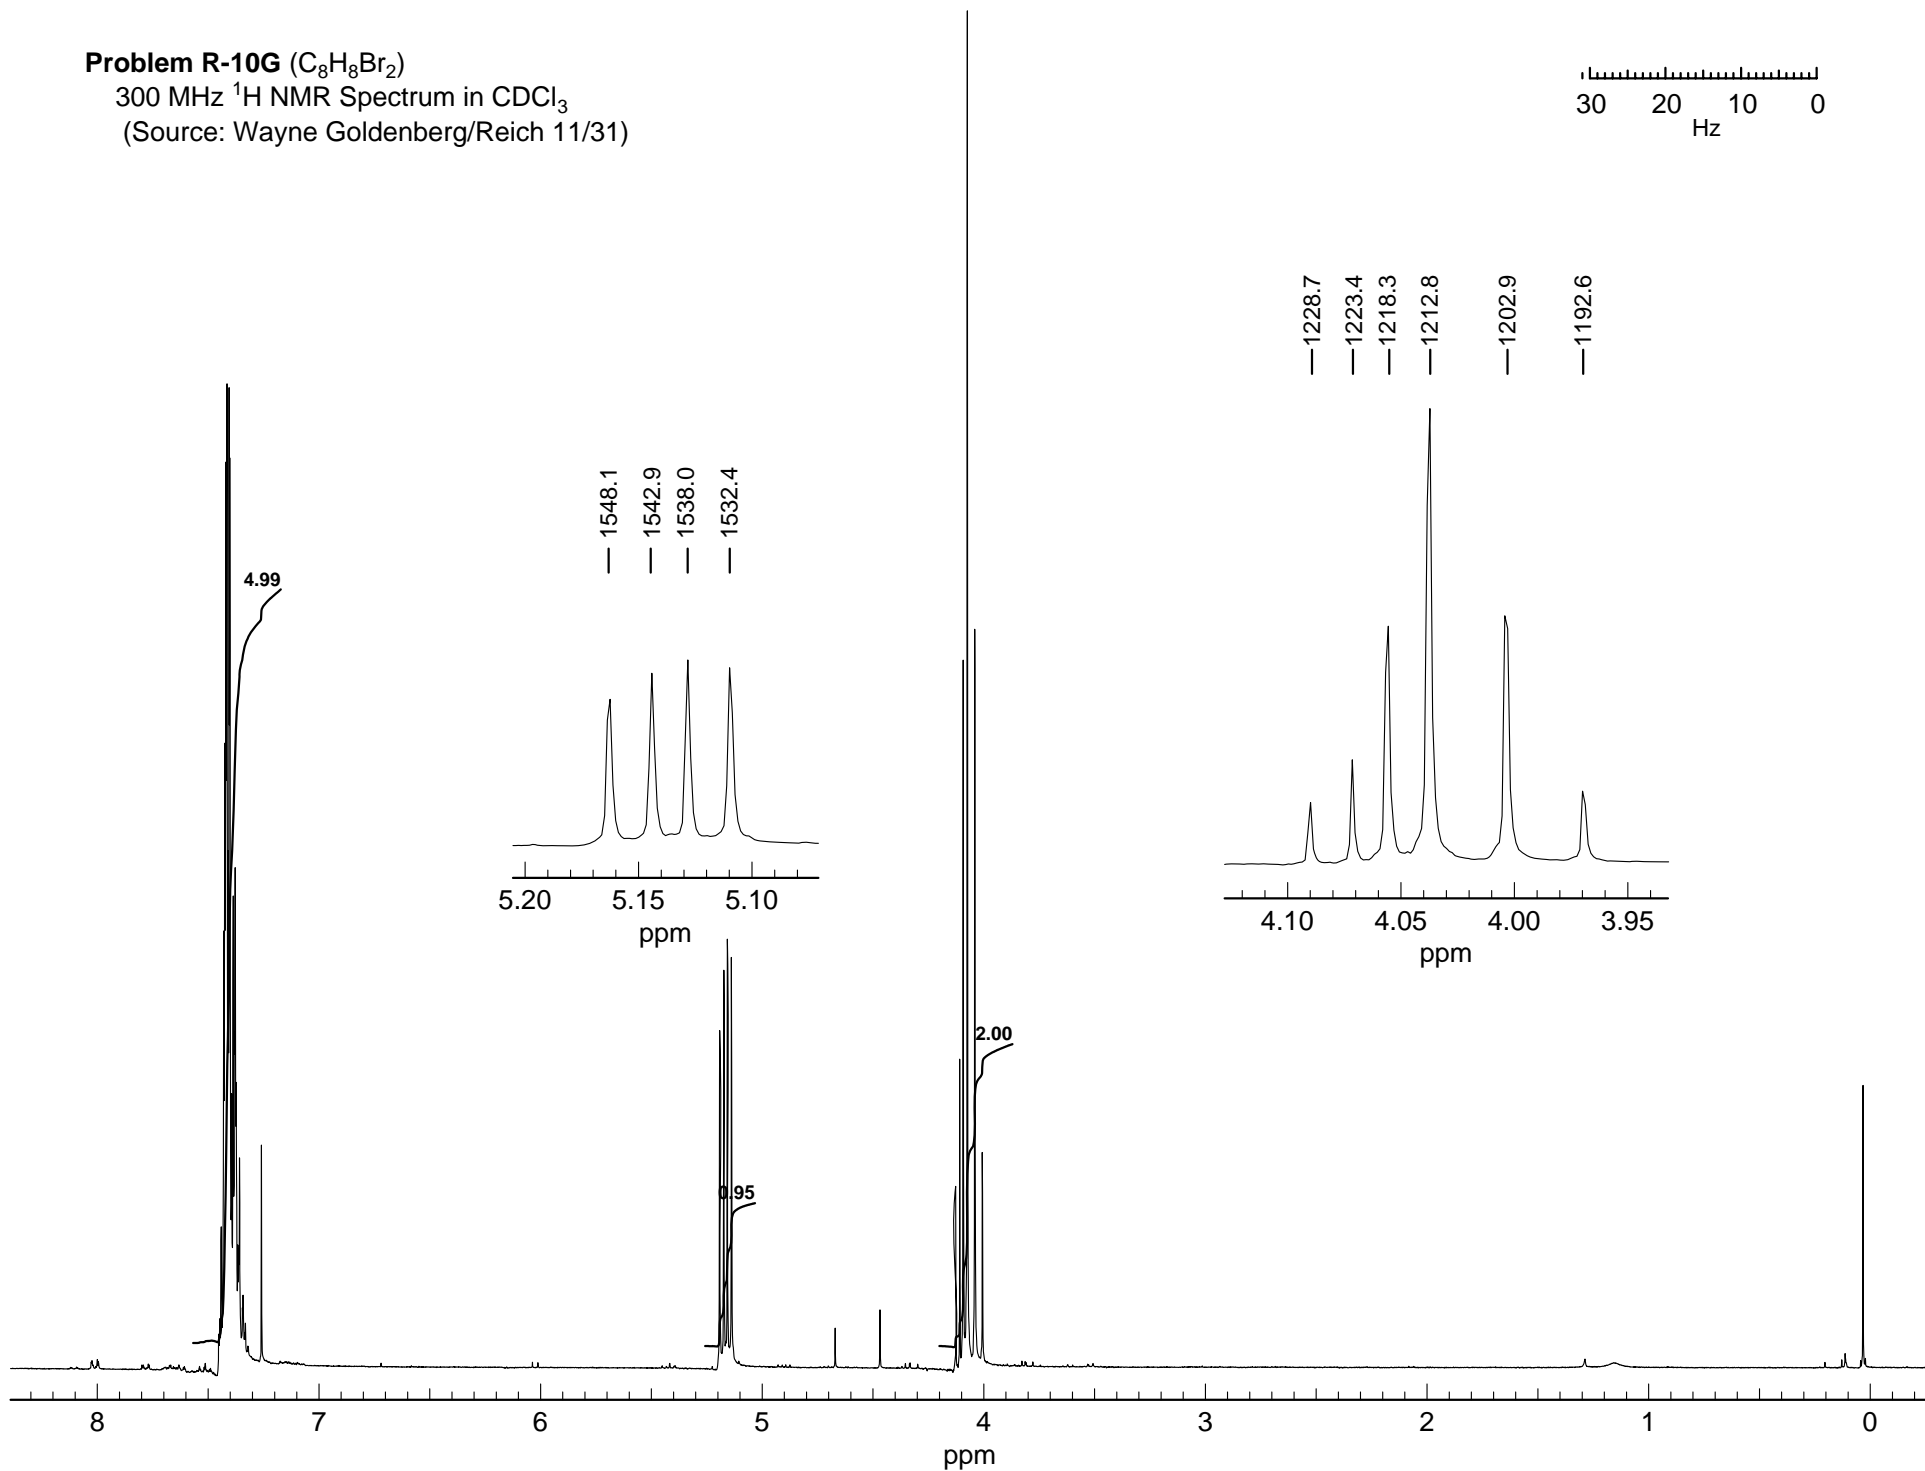 Problem R-10G (C8H8Br2)
300 MHz 1H NMR Spectrum in CDCl3
(Source: Wayne Goldenberg/Reich 11/31)
30 20 10 0
Hz
1228.7
1223.4
1218.3
1212.8
1202.9
1192.6
1548.1
1542.9
1538.0
1532.4
4.99
5.20 5.15 5.10
ppm
4.10 4.05 4.00 3.95
ppm
2.00
0.95
8 7 6 5 4 3 2 1 0
ppm